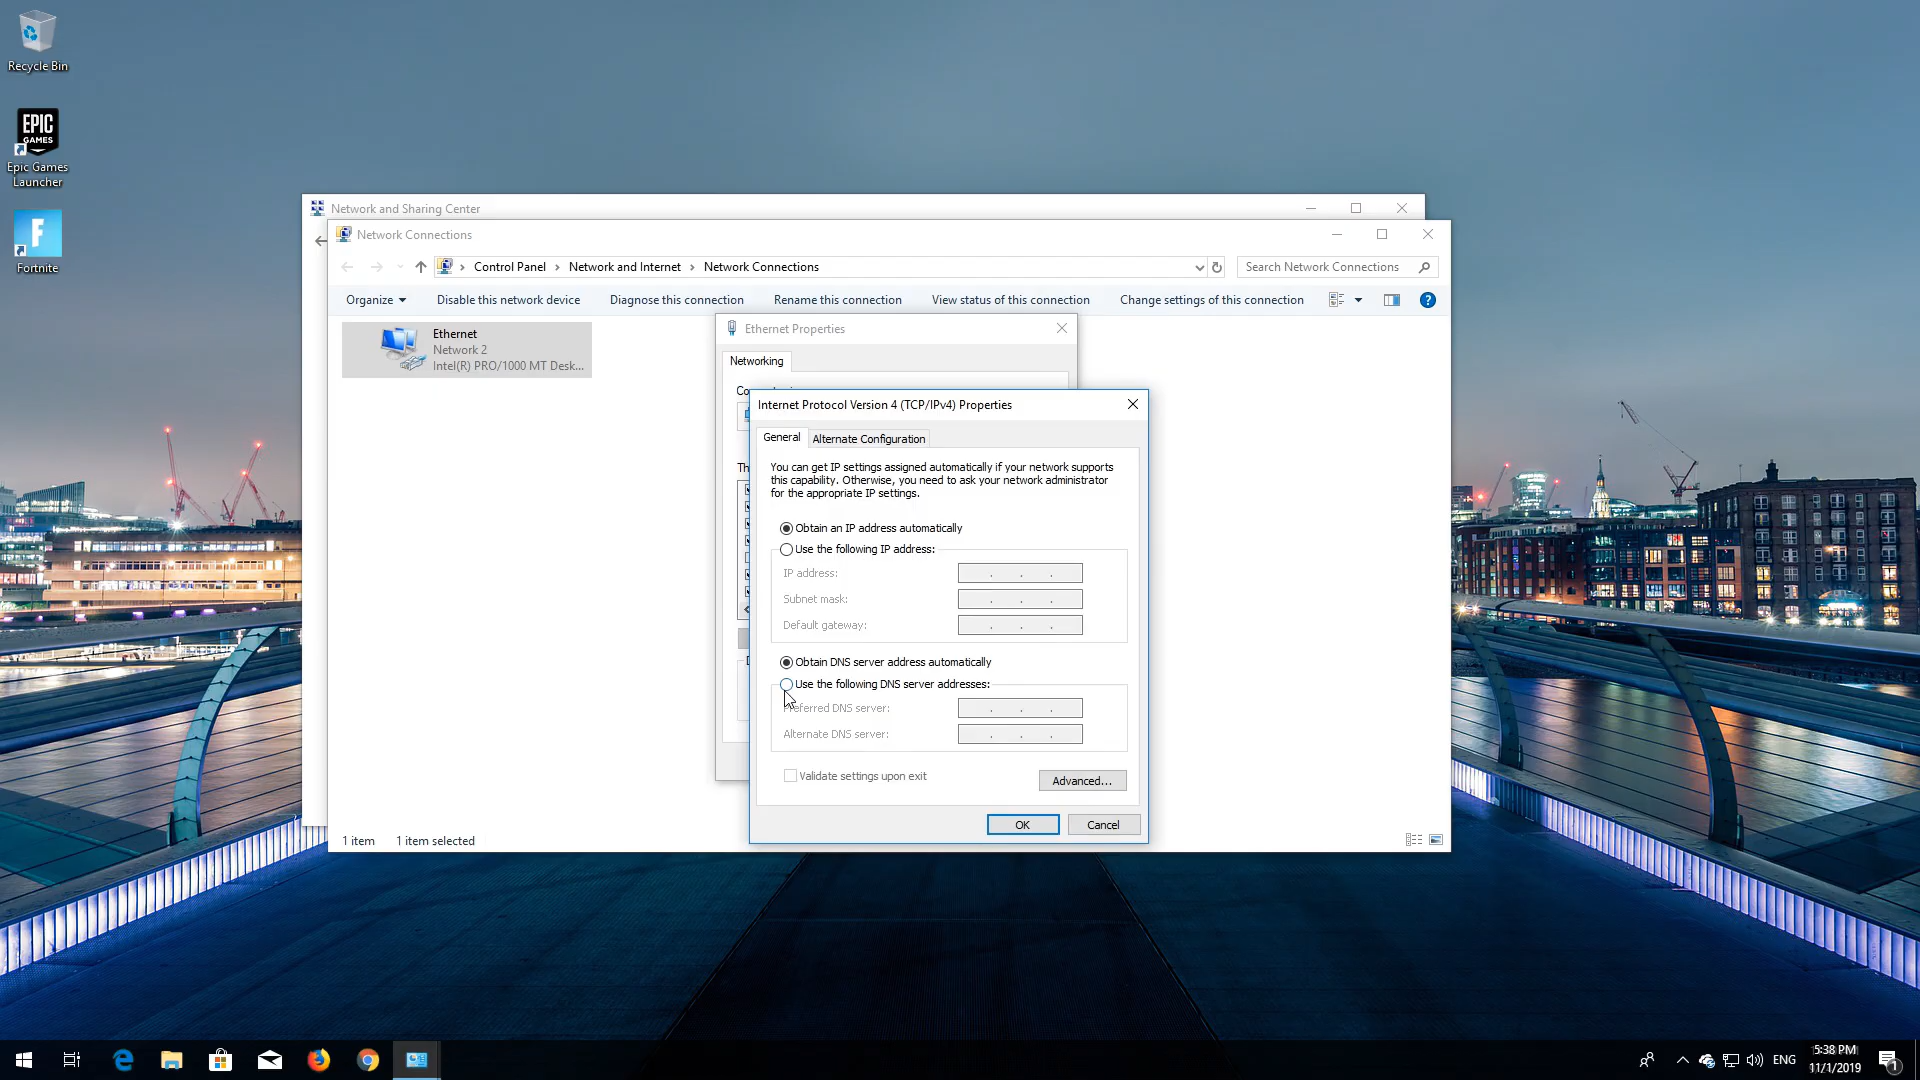 Recycle Bin
EPIC
GAMES
Epic Games
Launcher
F
Fortnite
Network and Sharing Center
Network Connections
Control Panel
Network and Internet
Network Connections
Search Network Connections
Organize
Disable this network device
Diagnose this connection
Rename this connection
View status of this connection
Change settings of this connection
?
Ethernet
Network 2
Intel(R) PRO/1000 MT Desk...
Ethernet Properties
Networking
Co
Th
Internet Protocol Version 4 (TCP/IPv4) Properties
General
Alternate Configuration
You can get IP settings assigned automatically if your network supports
this capability. Otherwise, you need to ask your network administrator
for the appropriate IP settings.
Obtain an IP address automatically
Use the following IP address:
IP address:
. . .
Subnet mask:
. . .
Default gateway:
. . .
Obtain DNS server address automatically
Use the following DNS server addresses:
Preferred DNS server:
. . .
Alternate DNS server:
. . .
Validate settings upon exit
Advanced...
OK
Cancel
1 item
1 item selected
ENG
5:38 PM
11/1/2019
1